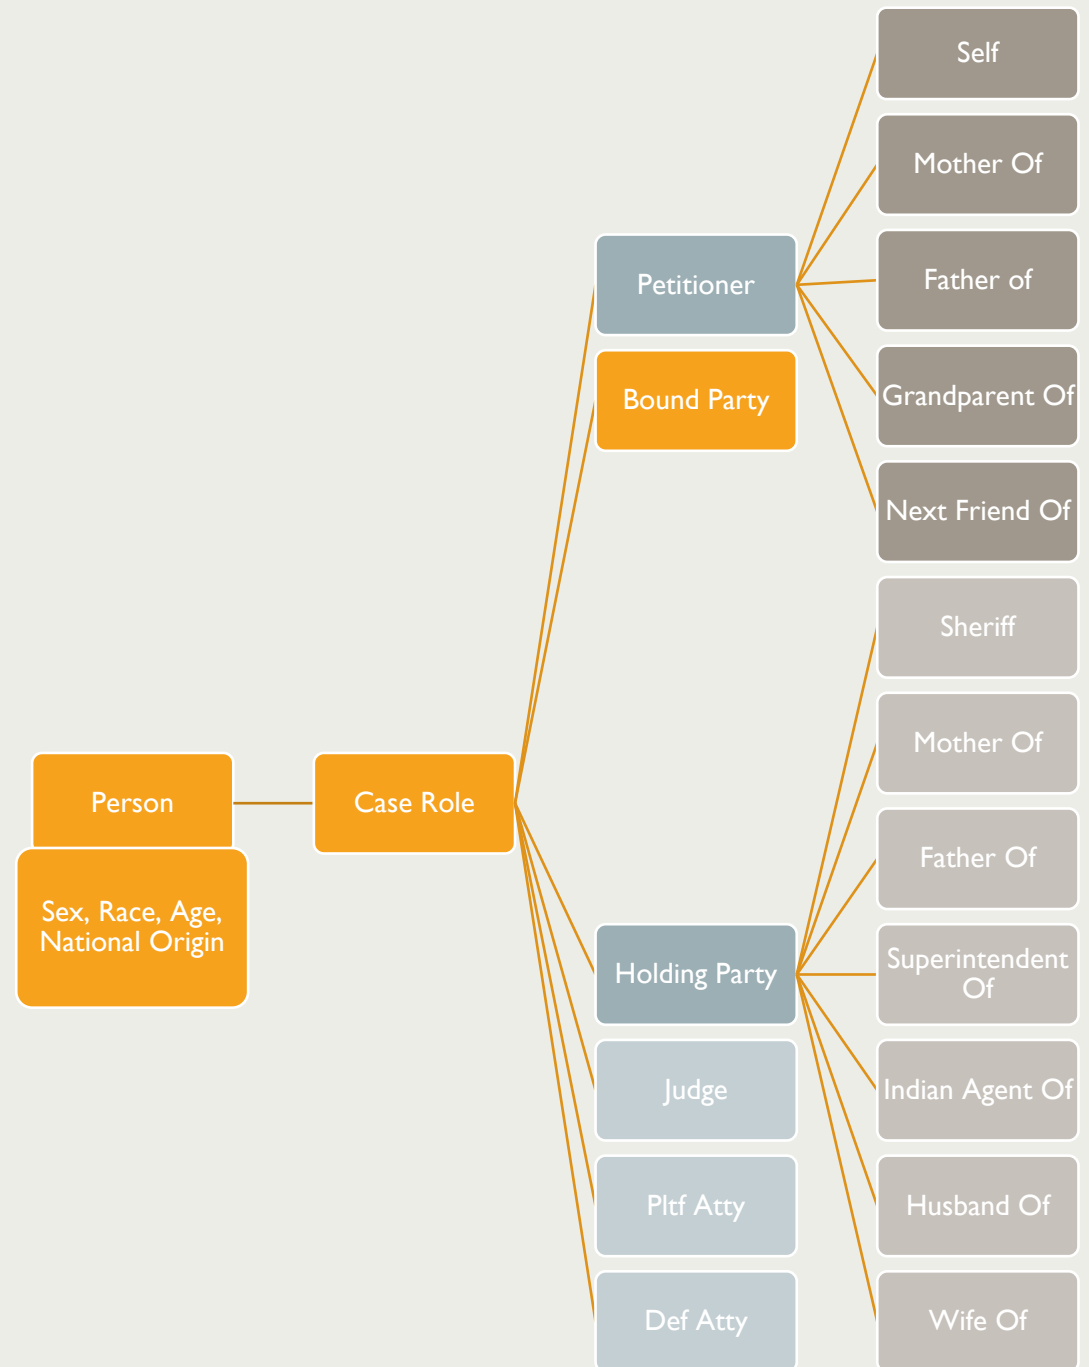 Person
Sex, Race, Age,
National Origin
Case Role
Petitioner
Bound Party
Holding Party
Judge
Pltf Atty
Def Atty
Self
Mother Of
Father of
Grandparent Of
Next Friend Of
Sheriff
Mother Of
Father Of
Superintendent
Of
Indian Agent Of
Husband Of
Wife Of